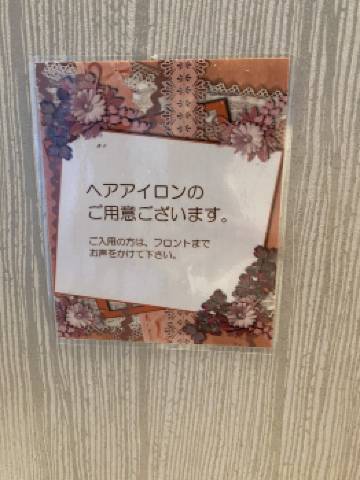 ヘアアイロンの
ご用意ございます。
ご入用の方は、フロントまで
お声をかけて下さい。